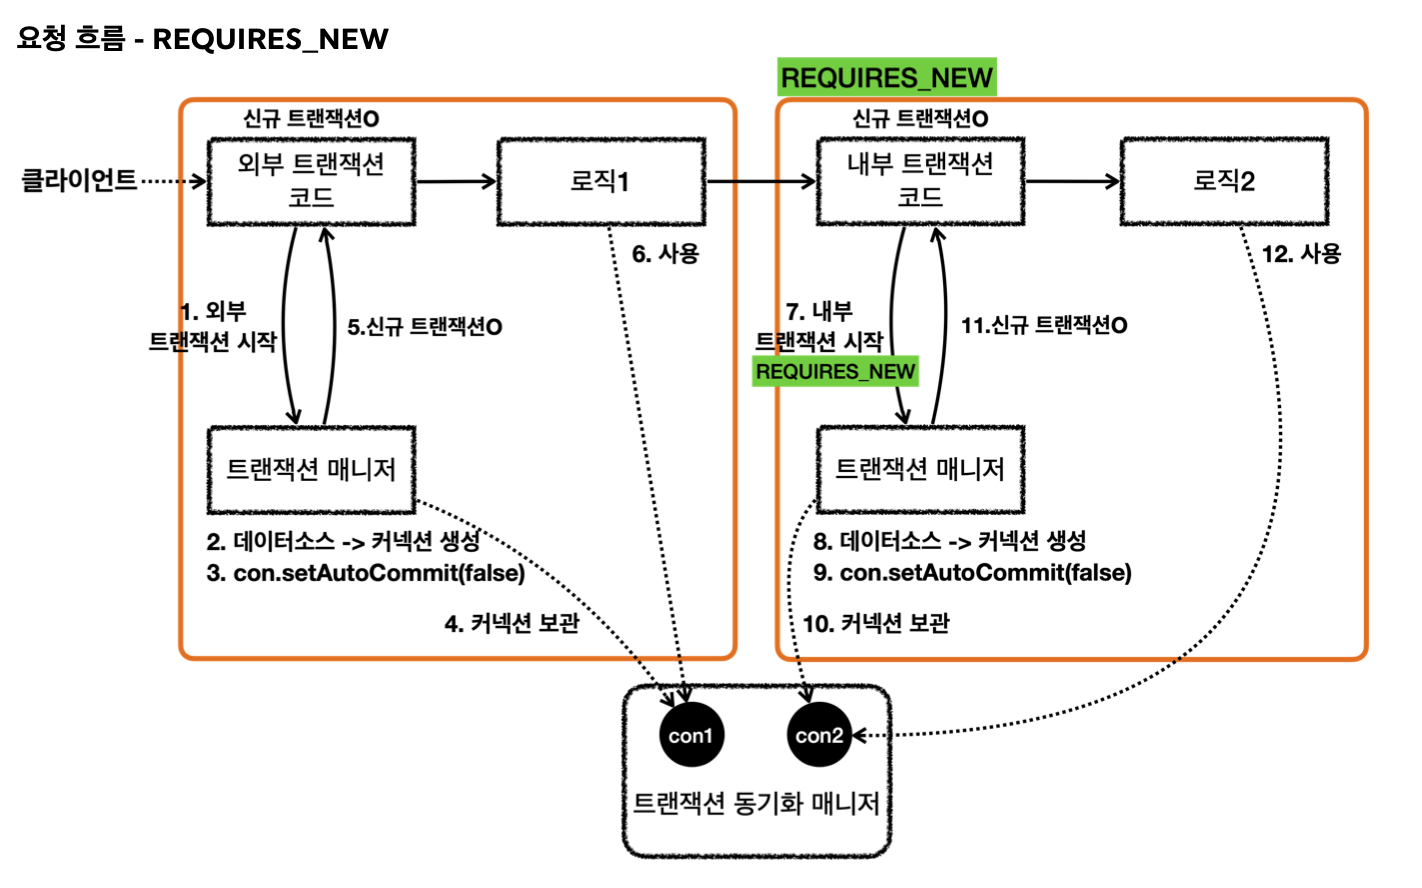 요청 흐름 - REQUIRES_NEW
REQUIRES_NEW
신규 트랜잭션O
신규 트랜잭션O
클라이언트
외부 트랜잭션
코드
로직1
내부 트랜잭션
코드
로직2
6. 사용
12. 사용
1. 외부
트랜잭션 시작
5.신규 트랜잭션O
7. 내부
트랜잭션 시작
REQUIRES_NEW
11.신규 트랜잭션O
트랜잭션 매니저
트랜잭션 매니저
2. 데이터소스 -> 커넥션 생성
3. con.setAutoCommit(false)
8. 데이터소스 -> 커넥션 생성
9. con.setAutoCommit(false)
4. 커넥션 보관
10. 커넥션 보관
con1
con2
트랜잭션 동기화 매니저